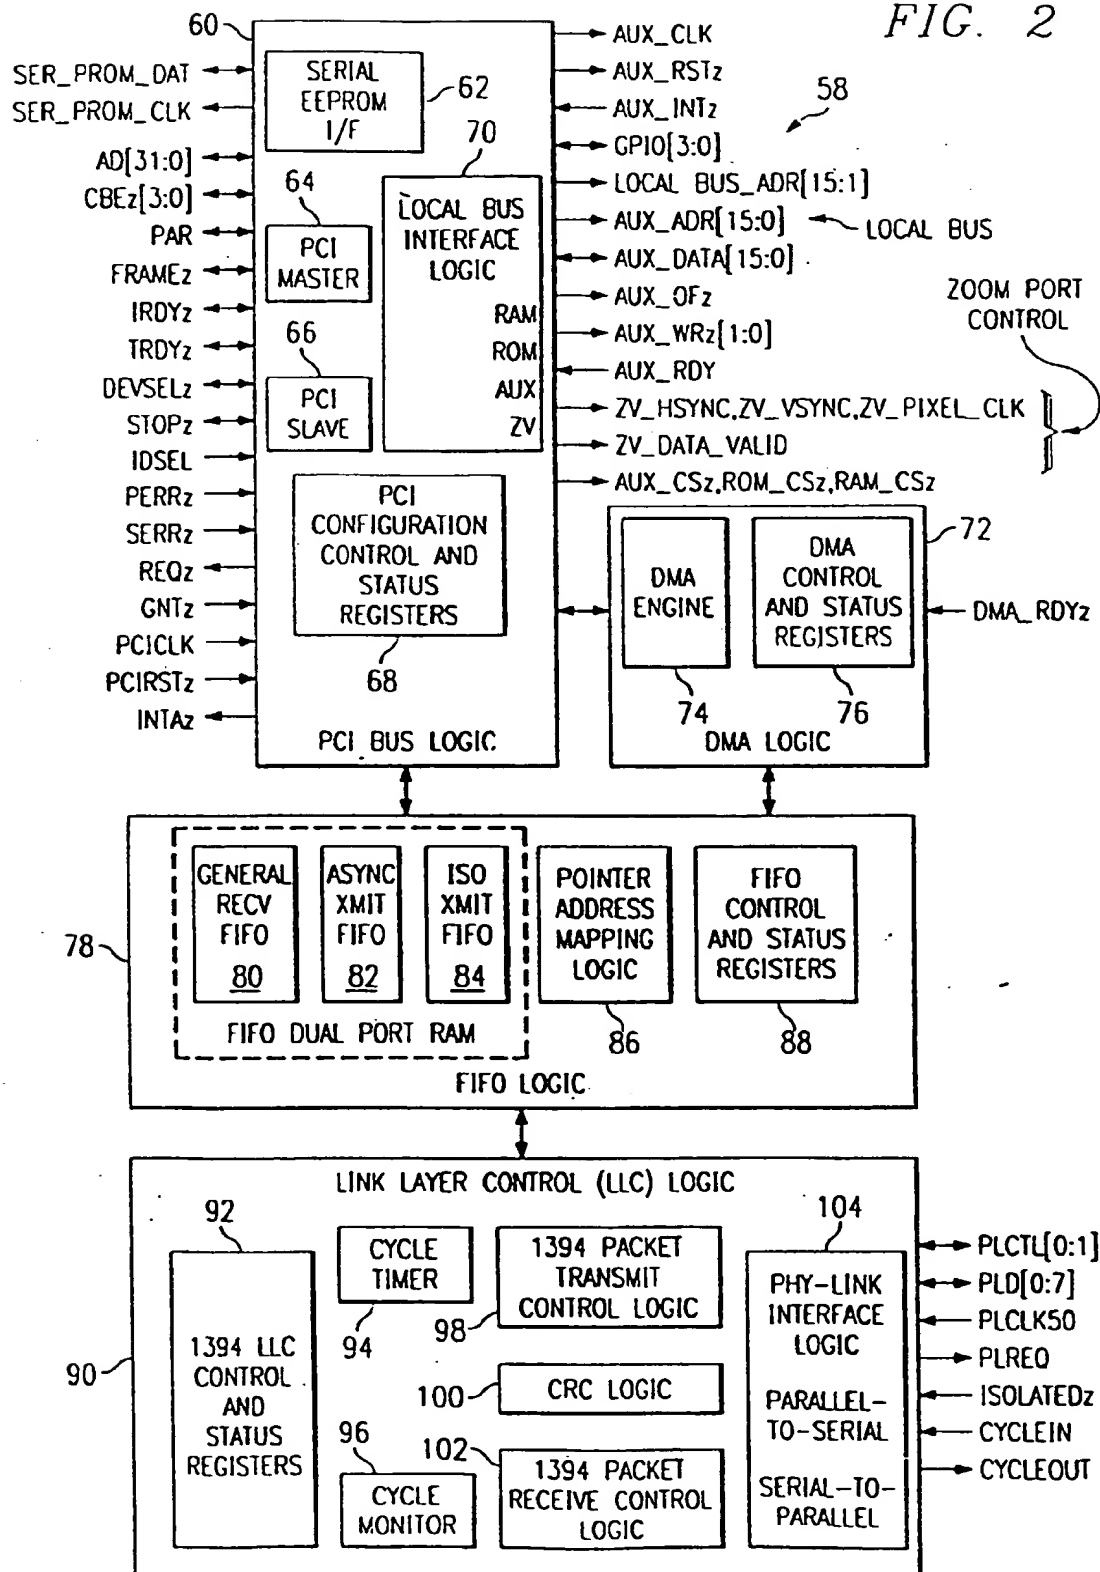 FIG. 2
60
SER_PROM_DAT
SER_PROM_CLK
AD[31:0]
CBEz[3:0]
PAR
FRAMEz
IRDYz
TRDYz
DEVSELz
STOPz
IDSEL
PERRz
SERRz
REQz
GNTz
PCICLK
PCIRSTz
INTAz
SERIAL
EEPROM
I/F
62
64
PCI
MASTER
66
PCI
SLAVE
70
LOCAL BUS
INTERFACE
LOGIC
RAM
ROM
AUX
ZV
PCI
CONFIGURATION
CONTROL AND
STATUS
REGISTERS
68
PCI BUS LOGIC
AUX_CLK
AUX_RSTz
AUX_INTz
GPIO[3:0]
LOCAL BUS_ADR[15:1]
AUX_ADR[15:0]
AUX_DATA[15:0]
AUX_OFz
AUX_WRz[1:0]
AUX_RDY
ZV_HSYNC,ZV_VSYNC,ZV_PIXEL_CLK
ZV_DATA_VALID
AUX_CSz,ROM_CSz,RAM_CSz
58
LOCAL BUS
ZOOM PORT
CONTROL
72
DMA
ENGINE
74
DMA
CONTROL
AND STATUS
REGISTERS
76
DMA LOGIC
DMA_RDYz
78
GENERAL
RECV
FIFO
80
ASYNC
XMIT
FIFO
82
ISO
XMIT
FIFO
84
FIFO DUAL PORT RAM
POINTER
ADDRESS
MAPPING
LOGIC
86
FIFO
CONTROL
AND STATUS
REGISTERS
88
FIFO LOGIC
LINK LAYER CONTROL (LLC) LOGIC
90
92
1394 LLC
CONTROL
AND
STATUS
REGISTERS
CYCLE
TIMER
94
96
CYCLE
MONITOR
1394 PACKET
TRANSMIT
CONTROL LOGIC
98
100
CRC LOGIC
102
1394 PACKET
RECEIVE CONTROL
LOGIC
104
PHY-LINK
INTERFACE
LOGIC
PARALLEL-
TO-SERIAL
SERIAL-TO-
PARALLEL
PLCTL[0:1]
PLD[0:7]
PLCLK50
PLREQ
ISOLATEDz
CYCLEIN
CYCLEOUT